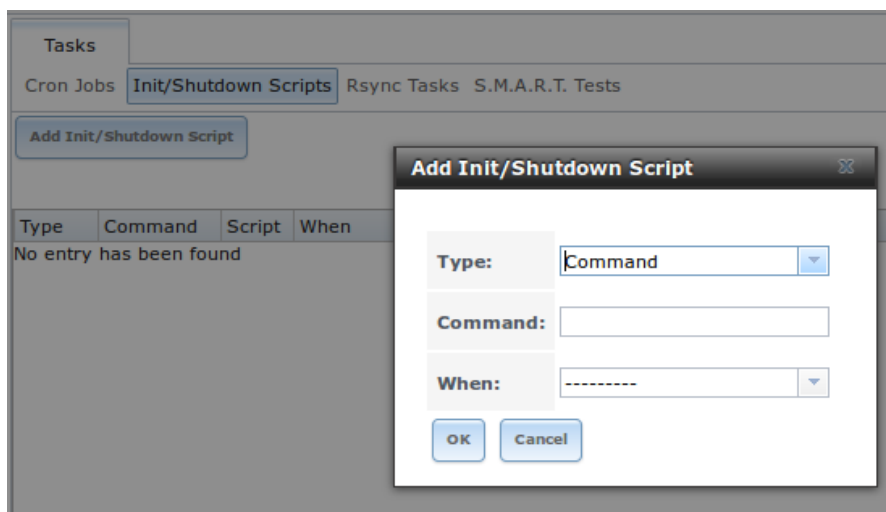 Tasks
Cron Jobs Init/Shutdown Scripts Rsync Tasks S.M.A.R.T. Tests
Add Init/Shutdown Script
Type Command Script When
No entry has been found
Add Init/Shutdown Script
Type: Command
Command:
When: ---------
OK Cancel